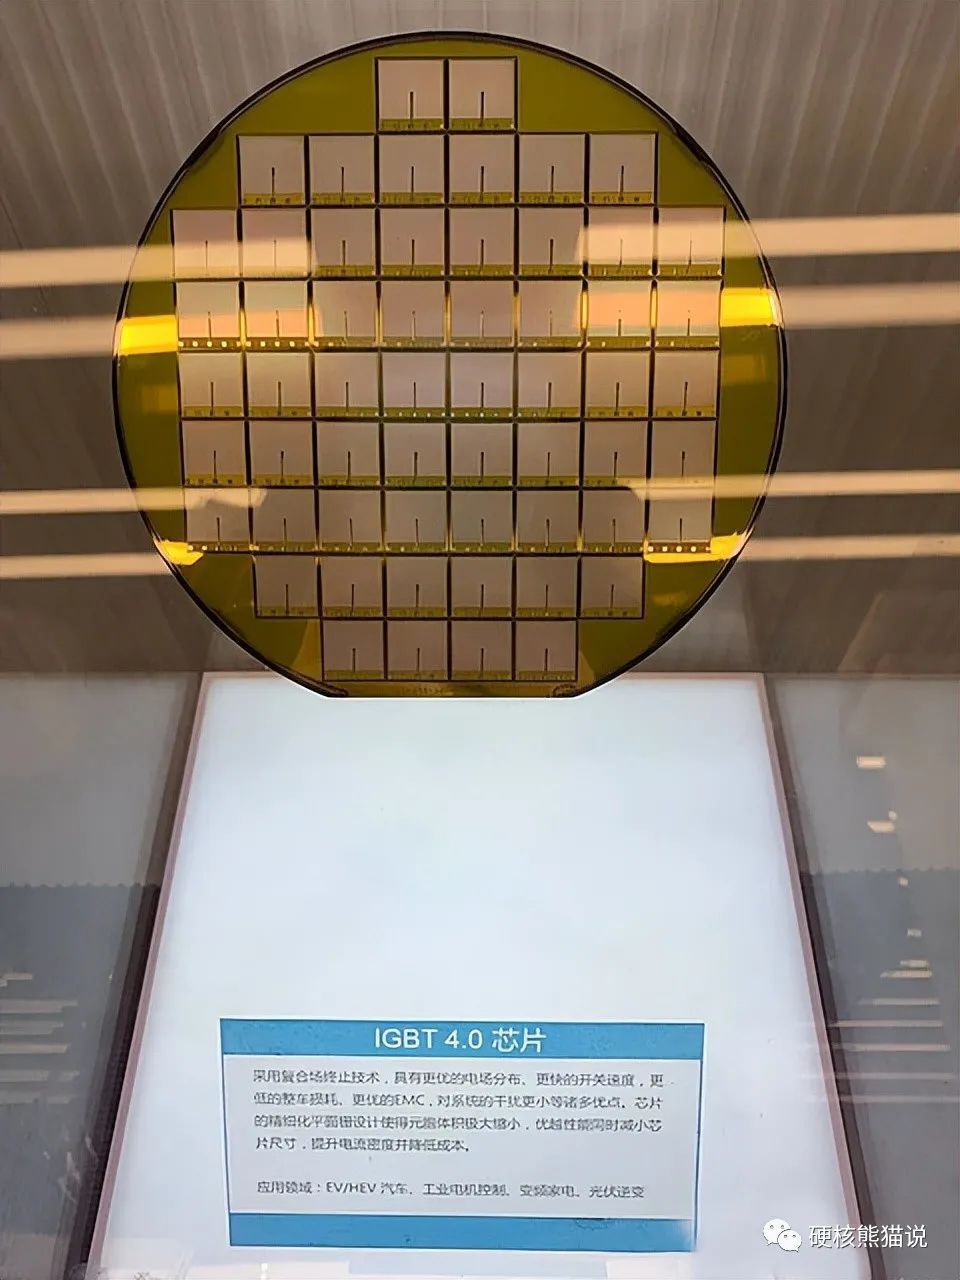 IGBT 4.0 芯片
采用复合场终止技术，具有更优的电场分布、更快的开关速度，更
低的整车损耗、更优的EMC，对系统的干扰更小等诸多优点。芯片
的精细化平面栅设计使得元胞体积极大缩小，优越性能同时减小芯
片尺寸，提升电流密度并降低成本。
应用领域：EV/HEV 汽车、工业电机控制、变频家电、光伏逆变
硬核熊猫说